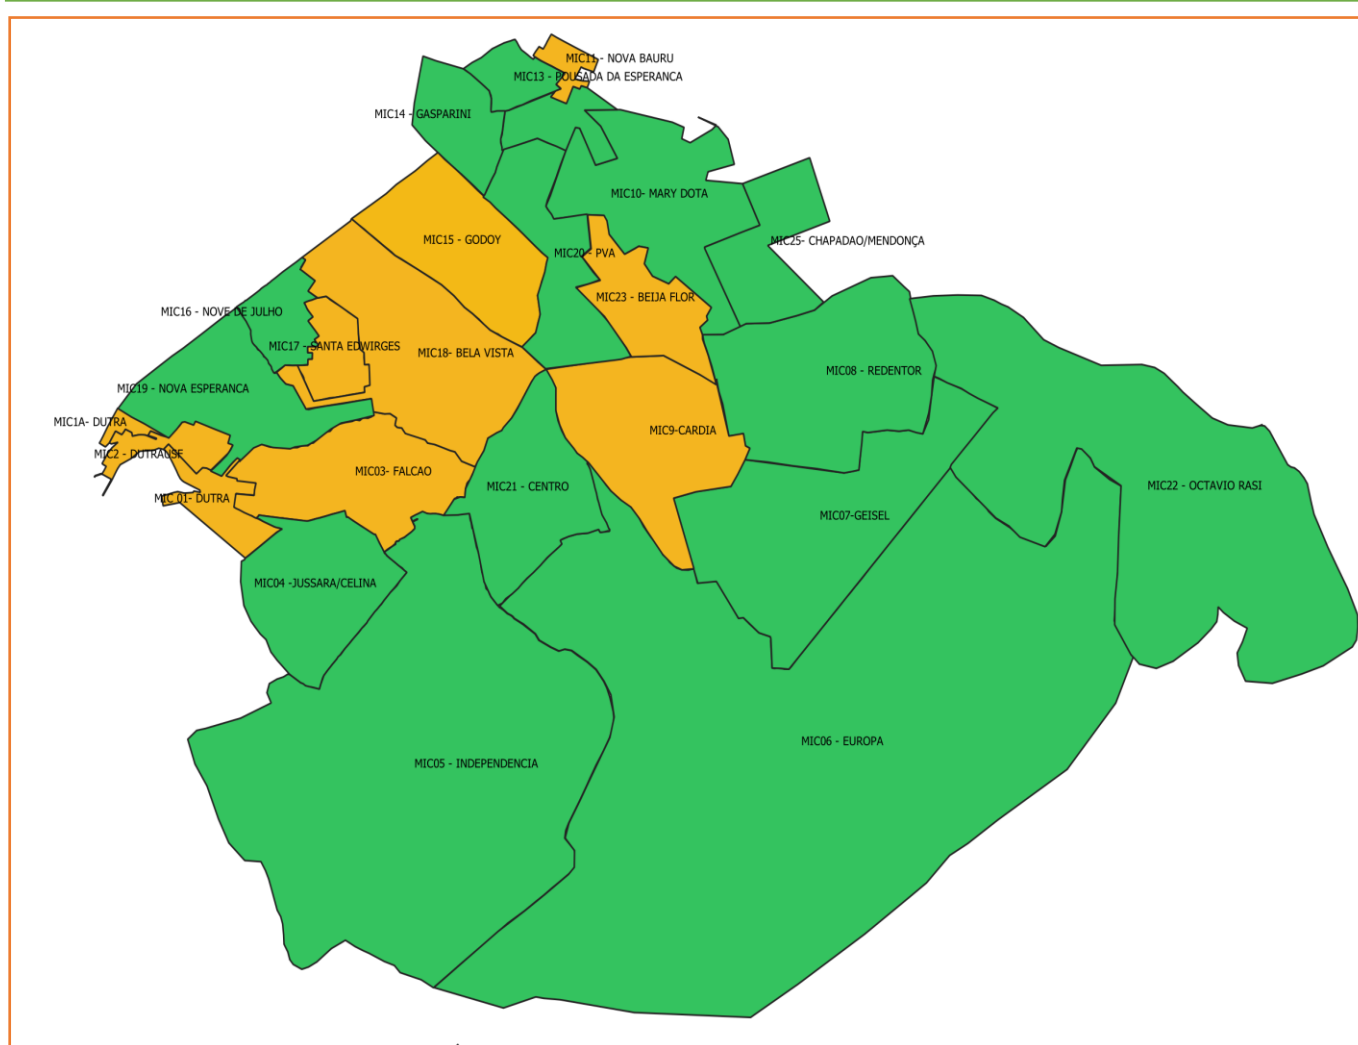 MIC11 - NOVA BAURU
MIC13 - POUSADA DA ESPERANCA
MIC14 - GASPARINI
MIC10- MARY DOTA
MIC15 - GODOY
MIC25- CHAPADAO/MENDONÇA
MIC20 - PVA
MIC23 - BEIJA FLOR
MIC16 - NOVE DE JULHO
MIC17 - SANTA EDWIRGES
MIC18- BELA VISTA
MIC08 - REDENTOR
MIC19 - NOVA ESPERANCA
MIC1A- DUTRA
MIC9-CARDIA
MIC2 - DUTRAUSF
MIC03- FALCAO
MIC21 - CENTRO
MIC22 - OCTAVIO RASI
MIC 01- DUTRA
MIC07-GEISEL
MIC04 -JUSSARA/CELINA
MIC06 - EUROPA
MIC05 - INDEPENDENCIA